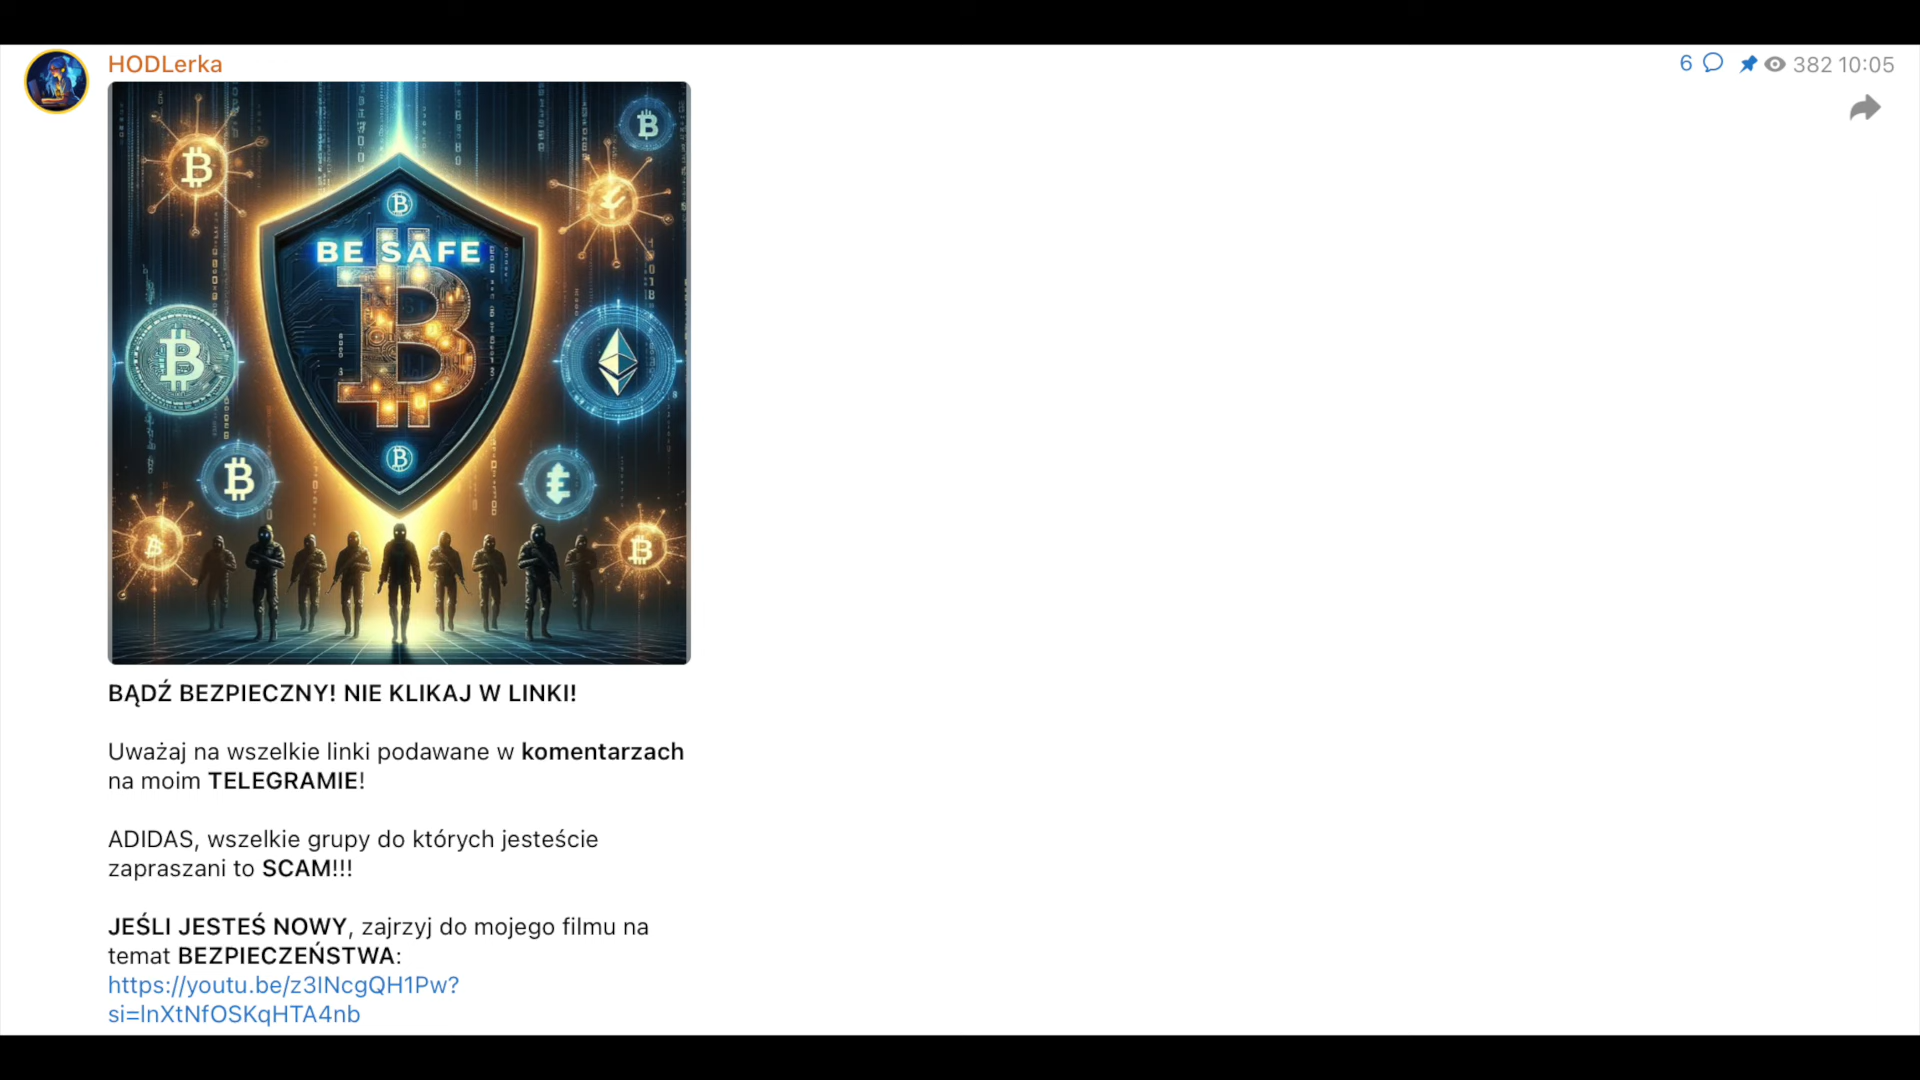 HODLerka
6
382 10:05
BE SAFE
BĄDŹ BEZPIECZNY! NIE KLIKAJ W LINKI!
Uważaj na wszelkie linki podawane w komentarzach
na moim TELEGRAMIE!
ADIDAS, wszelkie grupy do których jesteście
zapraszani to SCAM!!!
JEŚLI JESTEŚ NOWY, zajrzyj do mojego filmu na
temat BEZPIECZEŃSTWA:
https://youtu.be/z3INcgQH1Pw?
si=lnXtNfOSKqHTA4nb